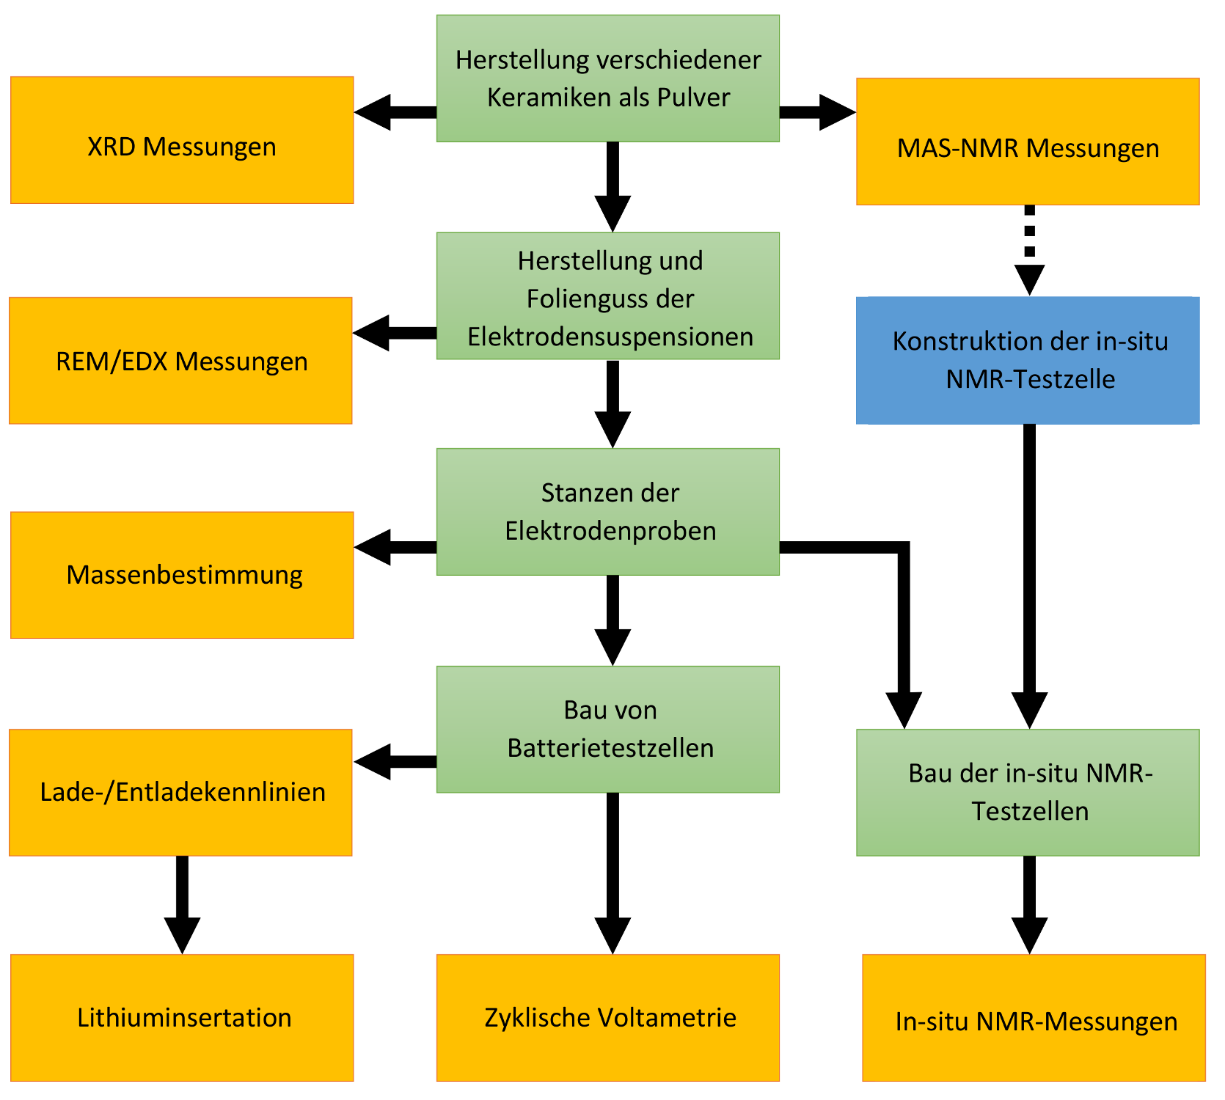 Herstellung verschiedener
Keramiken als Pulver
XRD Messungen
MAS-NMR Messungen
Herstellung und
Folienguss der
Elektrodensuspensionen
REM/EDX Messungen
Konstruktion der in-situ
NMR-Testzelle
Stanzen der
Elektrodenproben
Massenbestimmung
Bau von
Batterietestzellen
Lade-/Entladekennlinien
Bau der in-situ NMR-
Testzellen
Lithiuminsertation
Zyklische Voltametrie
In-situ NMR-Messungen